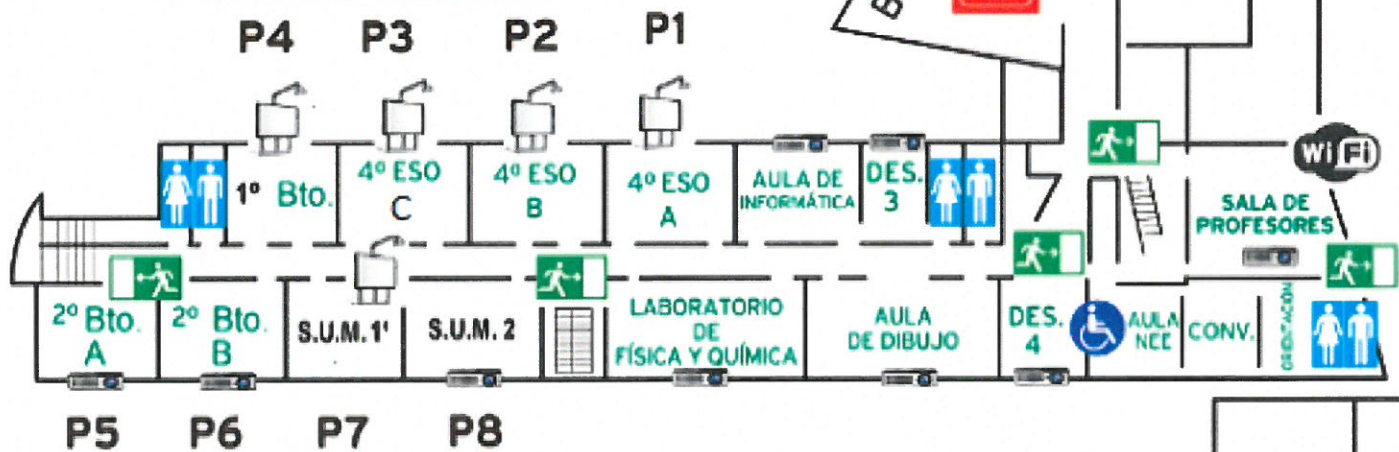 B
P4
P3
P2
P1
1º Bto.
4º ESO
C
4º ESO
B
4º ESO
A
AULA DE
INFORMÁTICA
DES.
3
WiFi
SALA DE
PROFESORES
2º Bto.
A
2º Bto.
B
S.U.M. 1'
S.U.M. 2
LABORATORIO
DE
FÍSICA Y QUÍMICA
AULA
DE DIBUJO
DES.
4
AULA
NEE
CONV.
ORIENTACIÓN
P5
P6
P7
P8